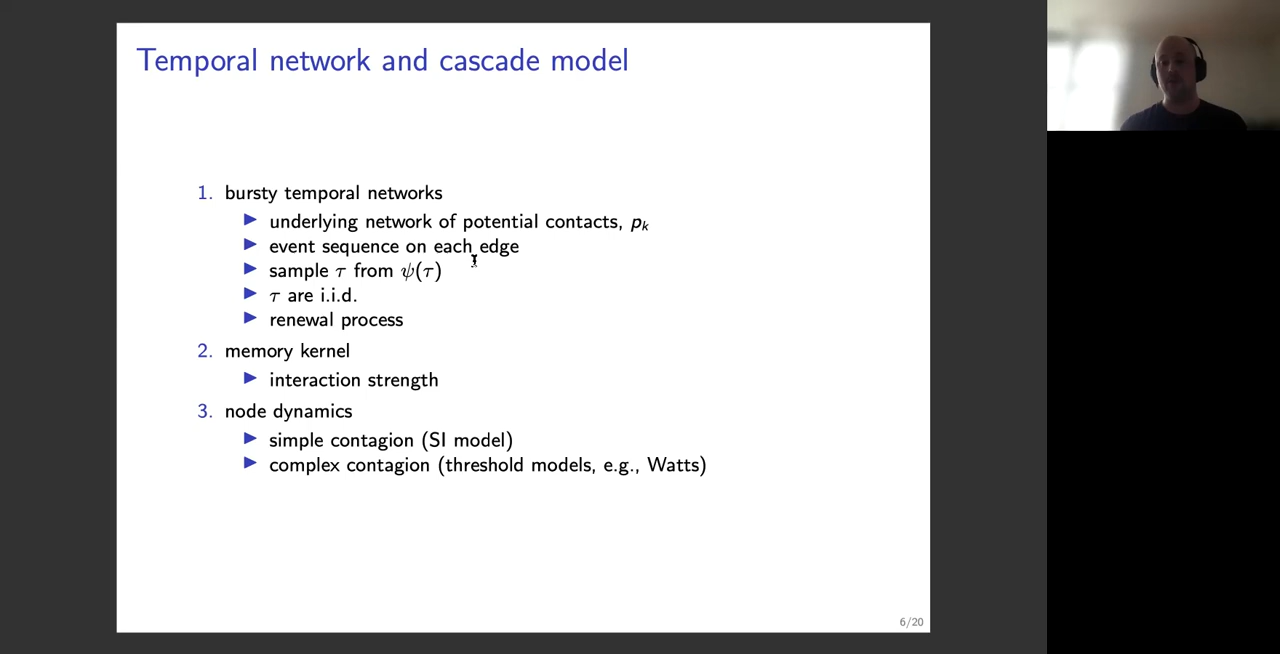 Temporal network and cascade model
1. bursty temporal networks
▶ underlying network of potential contacts, pₖ
▶ event sequence on each edge
▶ sample τ from ψ(τ)
▶ τ are i.i.d.
▶ renewal process
2. memory kernel
▶ interaction strength
3. node dynamics
▶ simple contagion (SI model)
▶ complex contagion (threshold models, e.g., Watts)
6/20